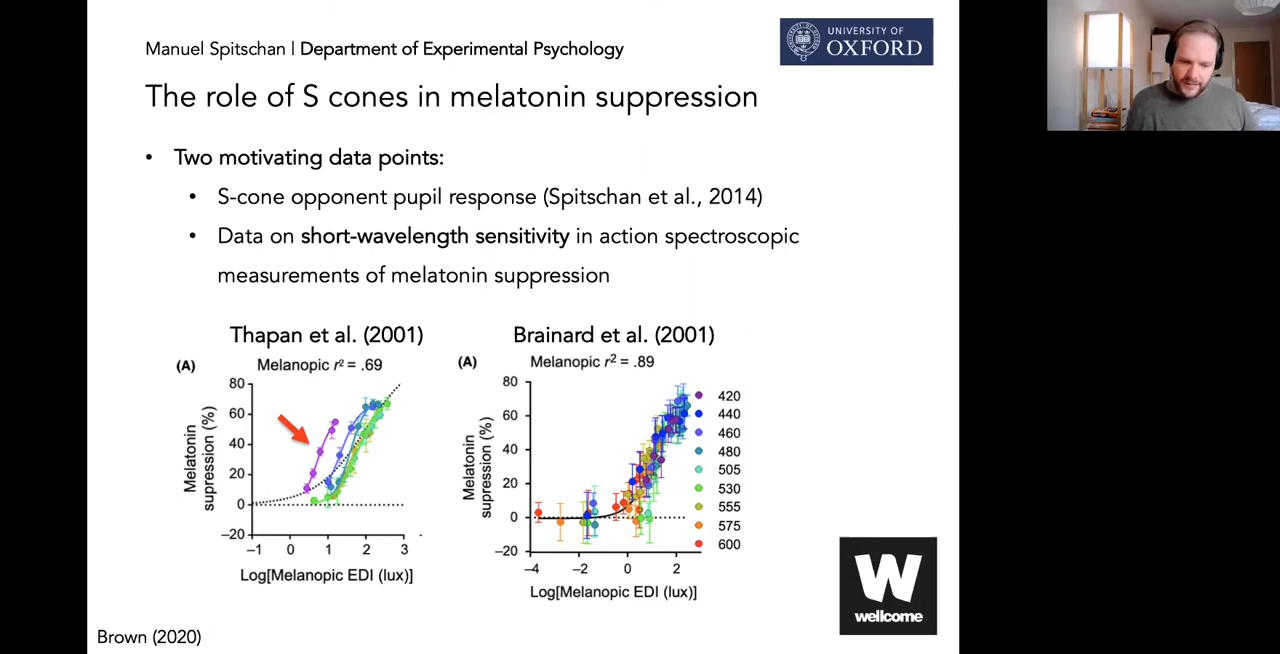 Manuel Spitschan | Department of Experimental Psychology
UNIVERSITY OF
OXFORD
The role of S cones in melatonin suppression
• Two motivating data points:
• S-cone opponent pupil response (Spitschan et al., 2014)
• Data on short-wavelength sensitivity in action spectroscopic
measurements of melatonin suppression
Thapan et al. (2001)
(A)
Melanopic r² = .69
80
60
40
20
0
−20
Melatonin
supression (%)
−1 0 1 2 3
Log[Melanopic EDI (lux)]
Brainard et al. (2001)
(A)
Melanopic r² = .89
80
60
40
20
0
−20
Melatonin
supression (%)
−4 −2 0 2
Log[Melanopic EDI (lux)]
420
440
460
480
505
530
555
575
600
W
wellcome
Brown (2020)